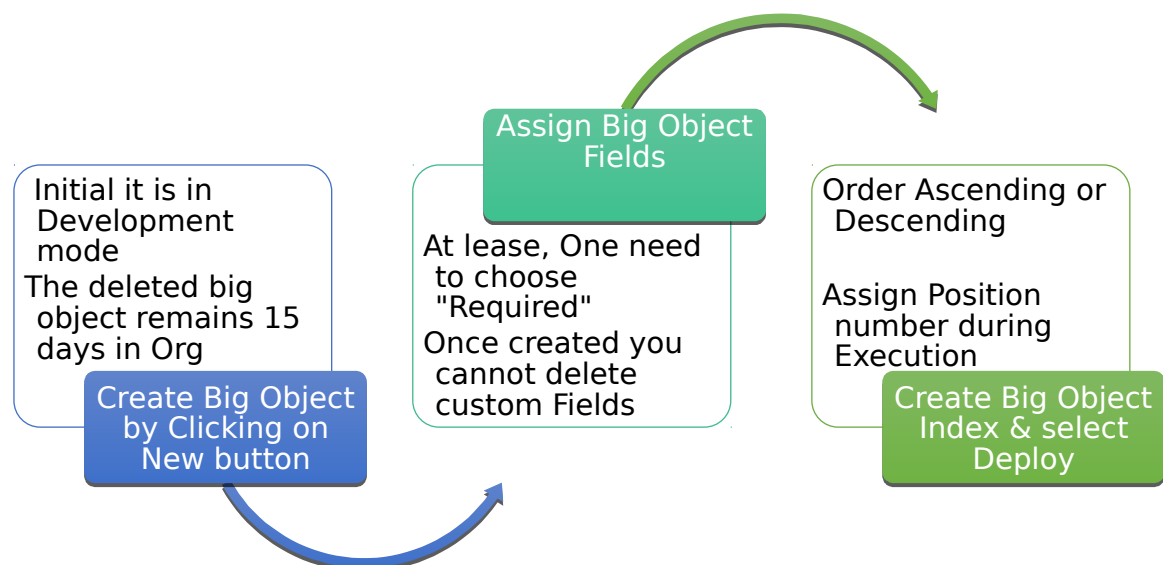 Initial it is in
Development
mode
The deleted big
object remains 15
days in Org
Create Big Object
by Clicking on
New button
Assign Big Object
Fields
At lease, One need
to choose
"Required"
Once created you
cannot delete
custom Fields
Order Ascending or
Descending
Assign Position
number during
Execution
Create Big Object
Index & select
Deploy